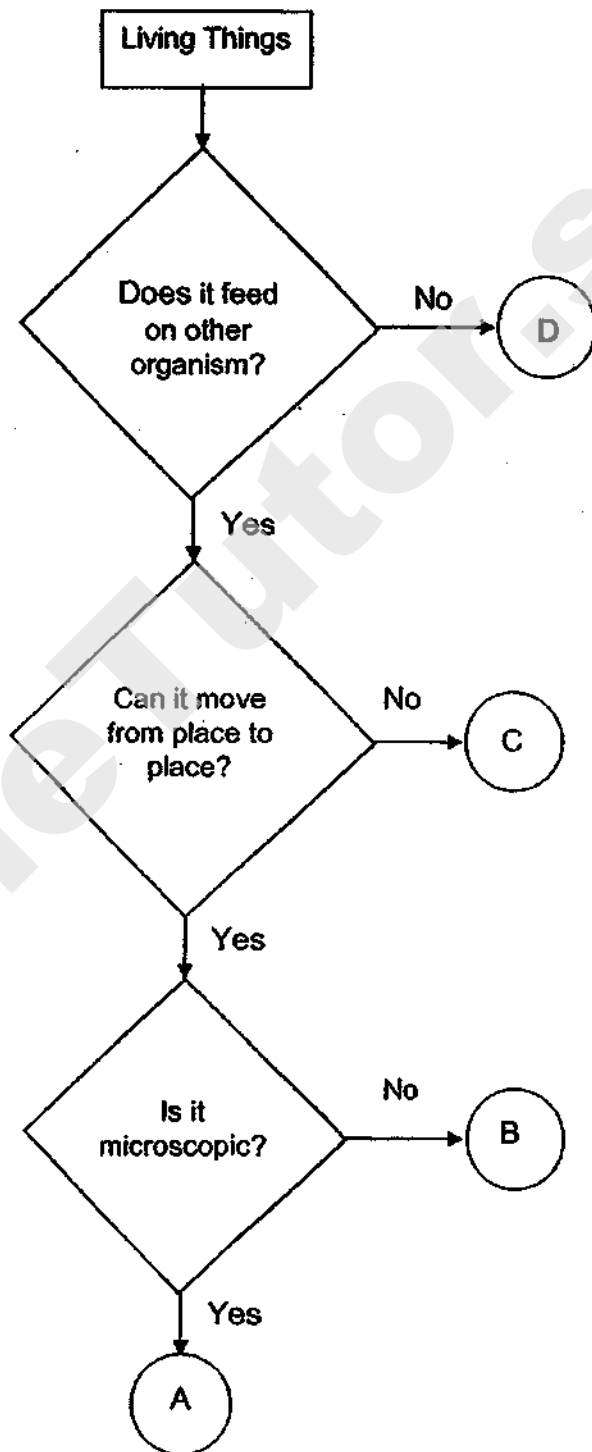 Living Things
Does it feed
on other
organism?
No
D
Yes
Can it move
from place to
place?
No
C
Yes
Is it
microscopic?
No
B
Yes
A